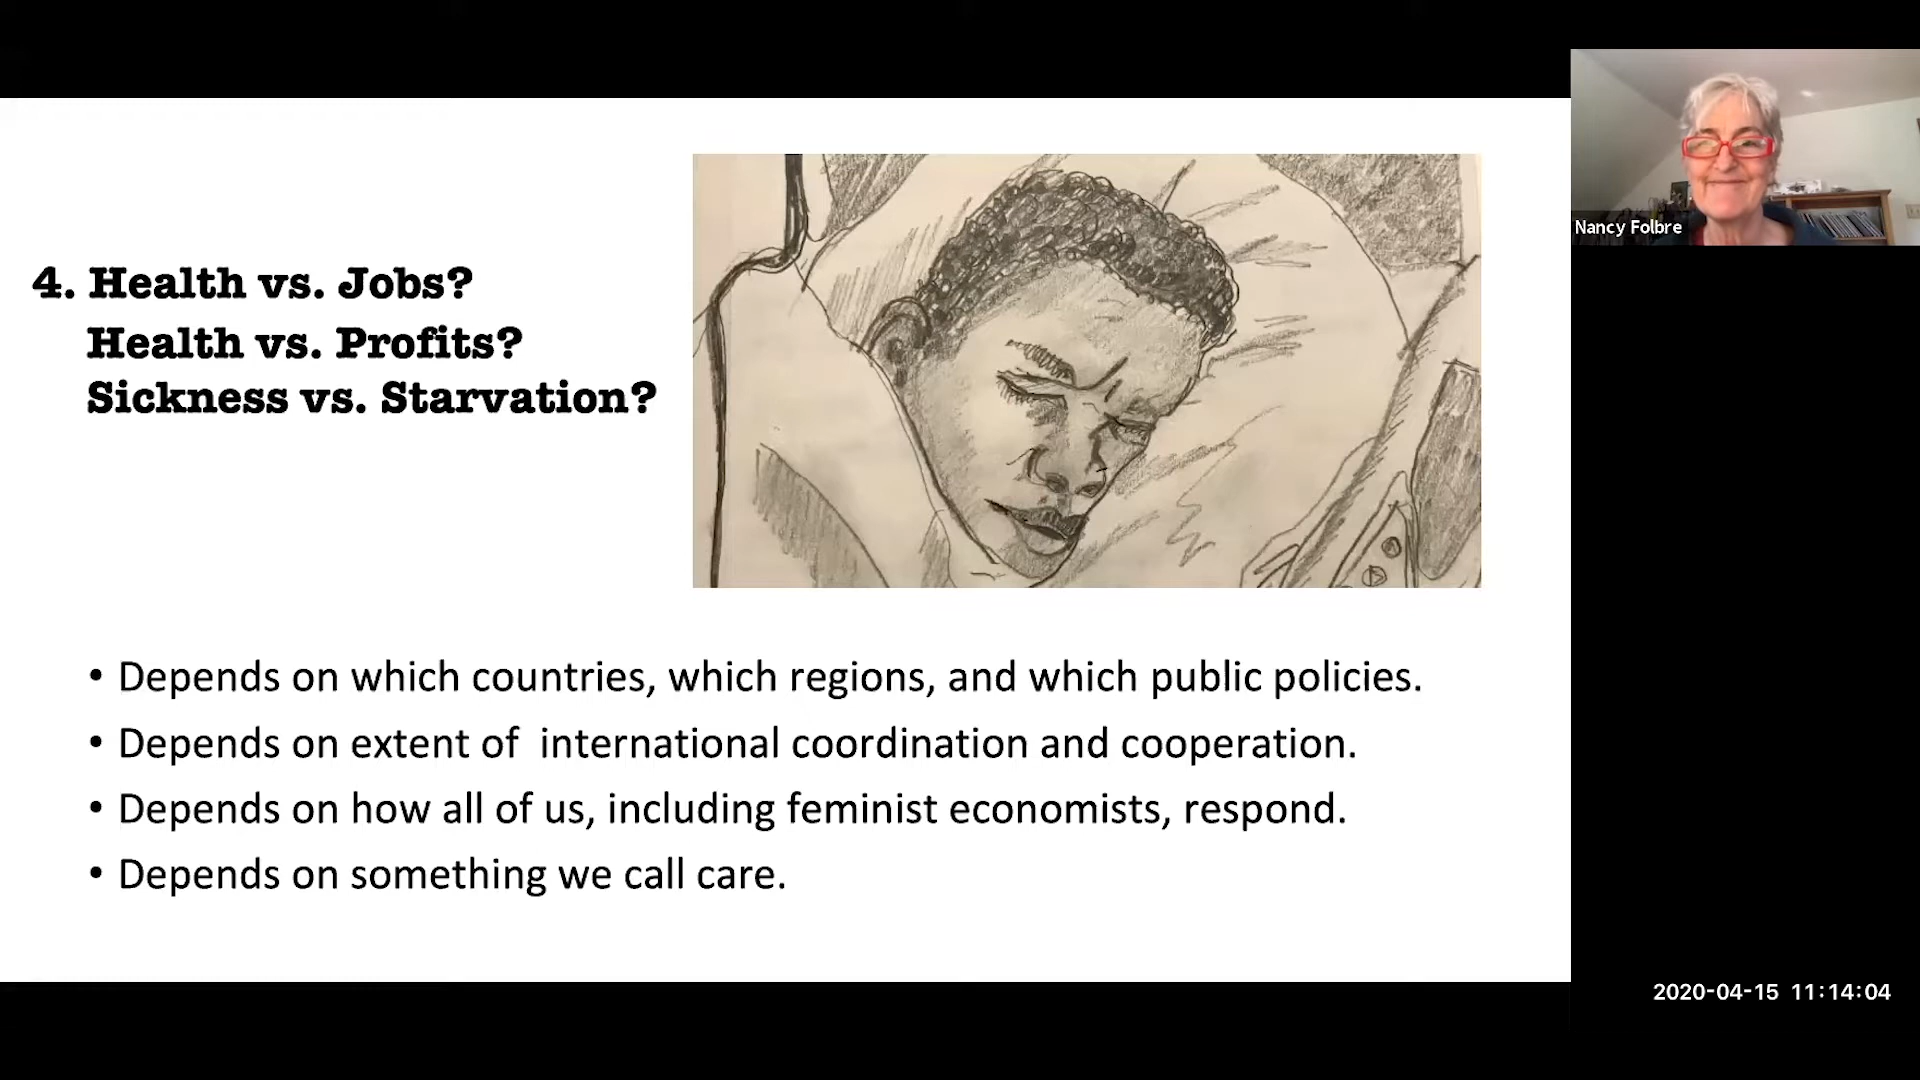 4. Health vs. Jobs?
Health vs. Profits?
Sickness vs. Starvation?
• Depends on which countries, which regions, and which public policies.
• Depends on extent of  international coordination and cooperation.
• Depends on how all of us, including feminist economists, respond.
• Depends on something we call care.
Nancy Folbre
2020-04-15 11:14:04